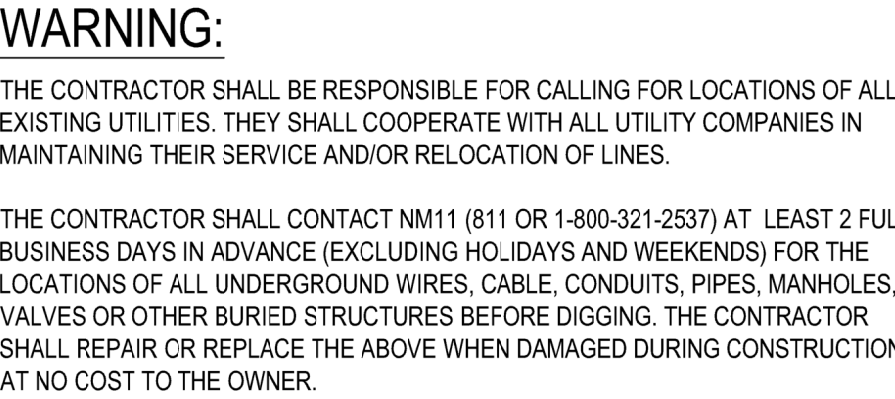 WARNING:
THE CONTRACTOR SHALL BE RESPONSIBLE FOR CALLING FOR LOCATIONS OF ALL
EXISTING UTILITIES. THEY SHALL COOPERATE WITH ALL UTILITY COMPANIES IN
MAINTAINING THEIR SERVICE AND/OR RELOCATION OF LINES.
THE CONTRACTOR SHALL CONTACT NM11 (811 OR 1-800-321-2537) AT LEAST 2 FUL
BUSINESS DAYS IN ADVANCE (EXCLUDING HOLIDAYS AND WEEKENDS) FOR THE
LOCATIONS OF ALL UNDERGROUND WIRES, CABLE, CONDUITS, PIPES, MANHOLES,
VALVES OR OTHER BURIED STRUCTURES BEFORE DIGGING. THE CONTRACTOR
SHALL REPAIR OR REPLACE THE ABOVE WHEN DAMAGED DURING CONSTRUCTION
AT NO COST TO THE OWNER.